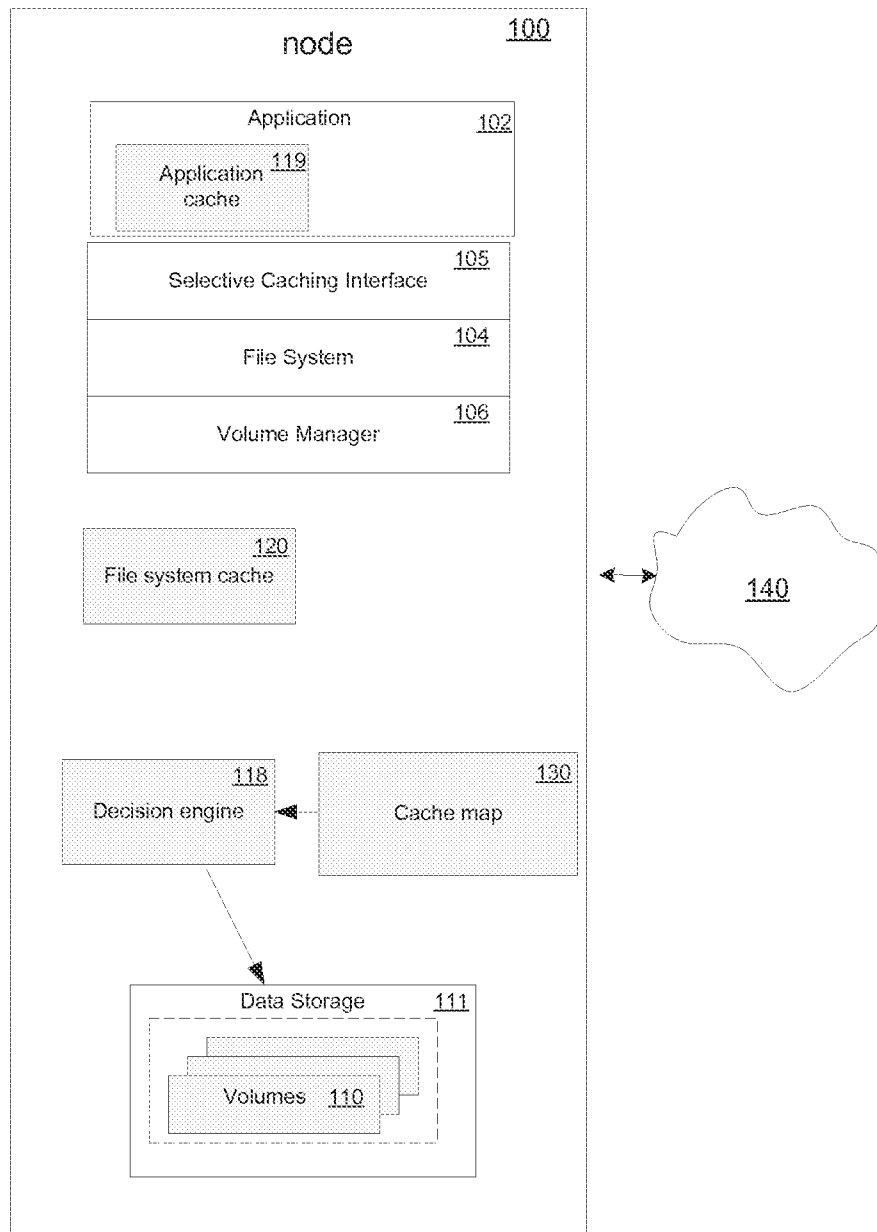 node
100
Application
102
119
Application
cache
105
Selective Caching Interface
104
File System
106
Volume Manager
120
File system cache
140
118
Decision engine
130
Cache map
Data Storage
111
Volumes
110